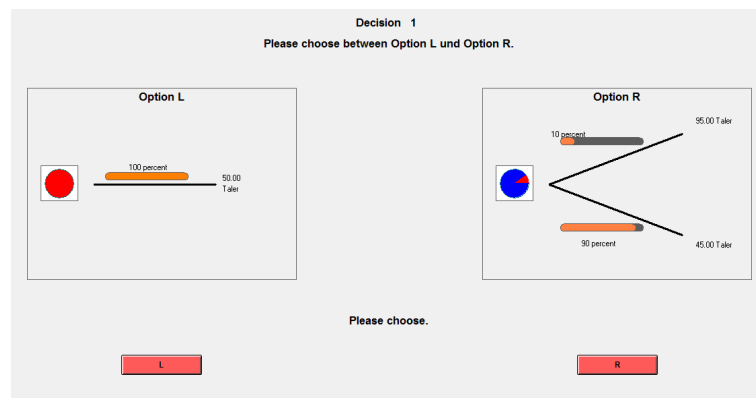 Decision 1
Please choose between Option L und Option R.
Option L
100 percent
50.00
Taler
Option R
10 percent
95.00 Taler
90 percent
45.00 Taler
Please choose.
L
R